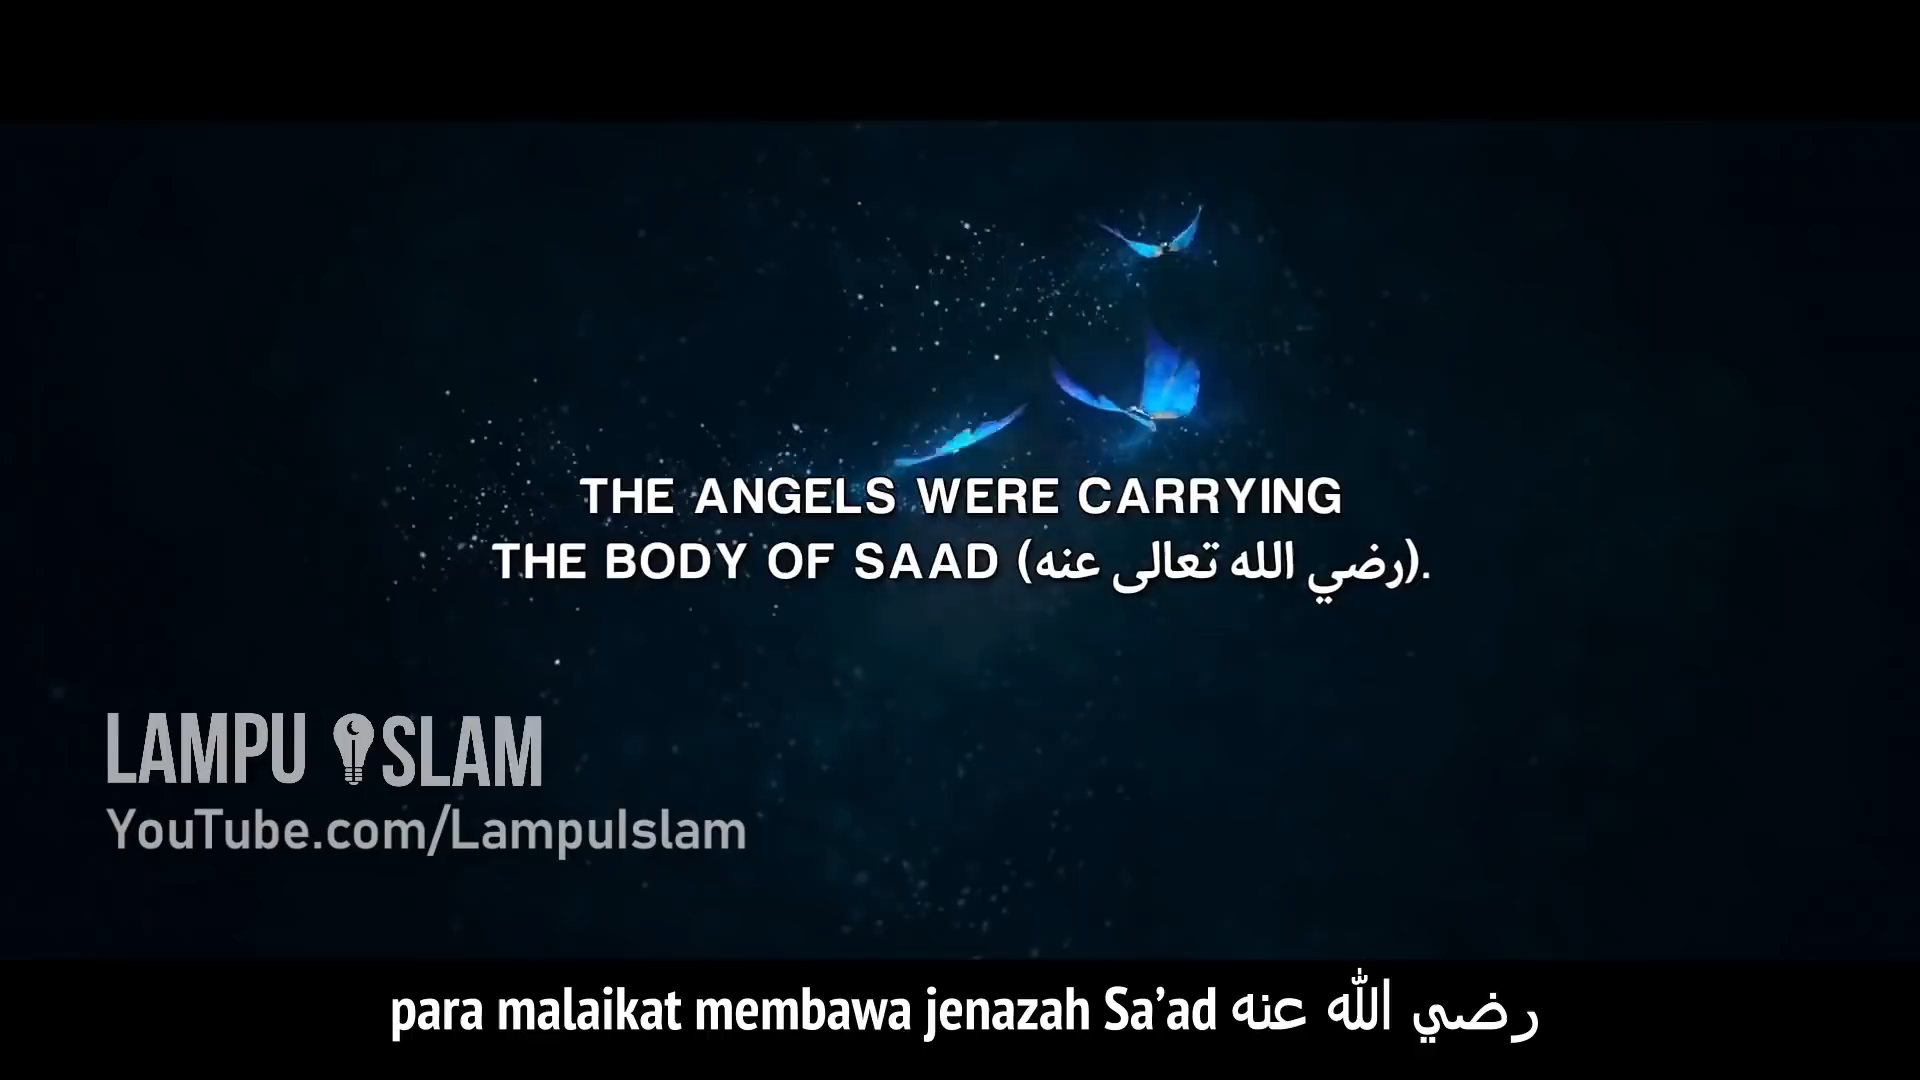 THE ANGELS WERE CARRYING
THE BODY OF SAAD (رضي الله تعالى عنه).
LAMPU ISLAM
YouTube.com/LampuIslam
para malaikat membawa jenazah Sa’ad رضي الله عنه